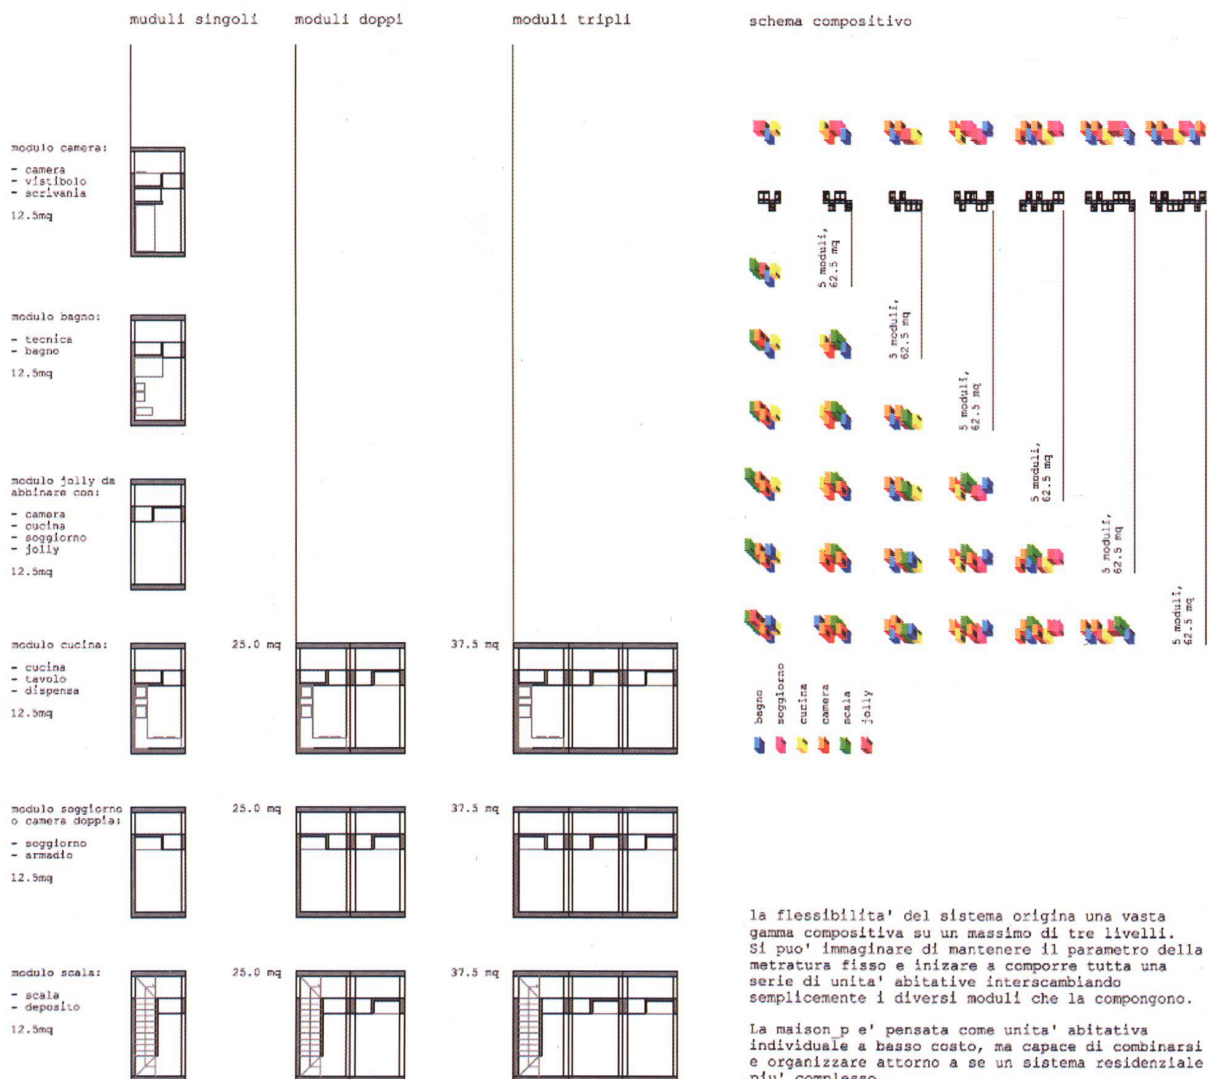 muduli singoli
moduli doppi
moduli tripli
schema compositivo
modulo camera:
- camera
- vistibolo
- scrivania
12.5mq
modulo bagno:
- tecnica
- bagno
12.5mq
modulo jolly da
abbinare con:
- camera
- cucina
- soggiorno
- jolly
12.5mq
modulo cucina:
- cucina
- tavolo
- dispensa
12.5mq
25.0 mq
37.5 mq
modulo soggiorno
o camera doppia:
- soggiorno
- armadio
12.5mq
25.0 mq
37.5 mq
modulo scala:
- scala
- deposito
12.5mq
25.0 mq
37.5 mq
5 moduli,
62.5 mq
5 moduli,
62.5 mq
5 moduli,
62.5 mq
5 moduli,
62.5 mq
5 moduli,
62.5 mq
5 moduli,
62.5 mq
bagno
soggiorno
cucina
camera
scala
jolly
la flessibilita' del sistema origina una vasta
gamma compositiva su un massimo di tre livelli.
Si puo' immaginare di mantenere il parametro della
metratura fisso e inizare a comporre tutta una
serie di unita' abitative interscambiando
semplicemente i diversi moduli che la compongono.
La maison_p e' pensata come unita' abitativa
individuale a basso costo, ma capace di combinarsi
e organizzare attorno a se un sistema residenziale
piu' complesso